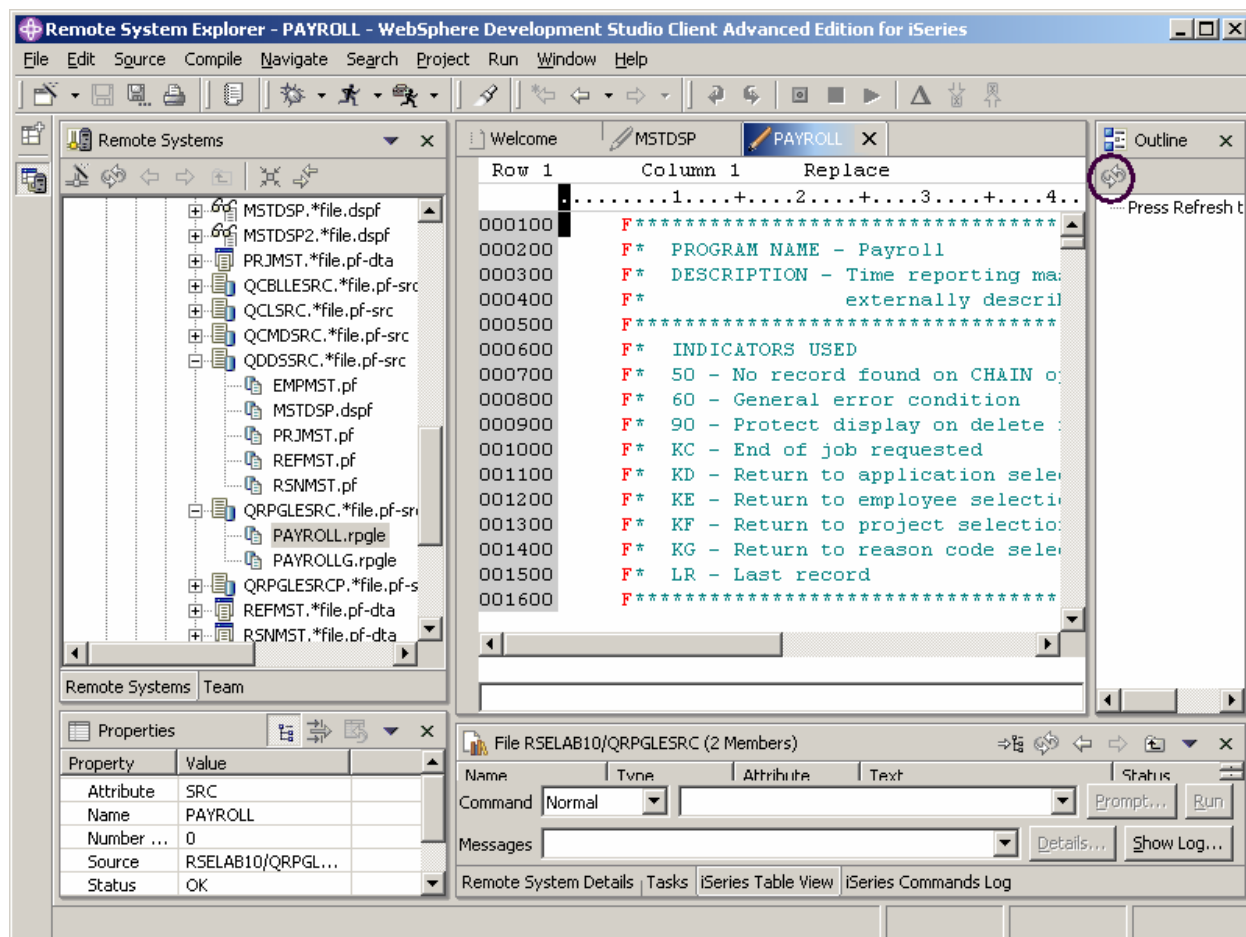 Remote System Explorer - PAYROLL - WebSphere Development Studio Client Advanced Edition for iSeries
File Edit Source Compile Navigate Search Project Run Window Help
Remote Systems
MSTDSP.*file.dspf
MSTDSP2.*file.dspf
PRJMST.*file.pf-dta
QCBLLESRC.*file.pf-src
QCLSRC.*file.pf-src
QCMDSRC.*file.pf-src
QDDSSRC.*file.pf-src
EMPMST.pf
MSTDSP.dspf
PRJMST.pf
REFMST.pf
RSNMST.pf
QRPGLESRC.*file.pf-sr
PAYROLL.rpgle
PAYROLLG.rpgle
QRPGLESRCP.*file.pf-s
REFMST.*file.pf-dta
RSNMST.*file.pf-dta
Remote Systems Team
Welcome MSTDSP PAYROLL
Row 1 Column 1 Replace
.........1....+....2....+....3....+....4..
000100 F***********************************
000200 F* PROGRAM NAME - Payroll
000300 F* DESCRIPTION - Time reporting ma
000400 F* externally descri
000500 F***********************************
000600 F* INDICATORS USED
000700 F* 50 - No record found on CHAIN o
000800 F* 60 - General error condition
000900 F* 90 - Protect display on delete
001000 F* KC - End of job requested
001100 F* KD - Return to application sele
001200 F* KE - Return to employee selecti
001300 F* KF - Return to project selectio
001400 F* KG - Return to reason code sele
001500 F* LR - Last record
001600 F***********************************
Outline
Press Refresh t
Properties
Property Value
Attribute SRC
Name PAYROLL
Number ... 0
Source RSELAB10/QRPGL...
Status OK
File RSELAB10/QRPGLESRC (2 Members)
Name Type Attribute Text Status
Command Normal Prompt... Run
Messages Details... Show Log...
Remote System Details Tasks iSeries Table View iSeries Commands Log